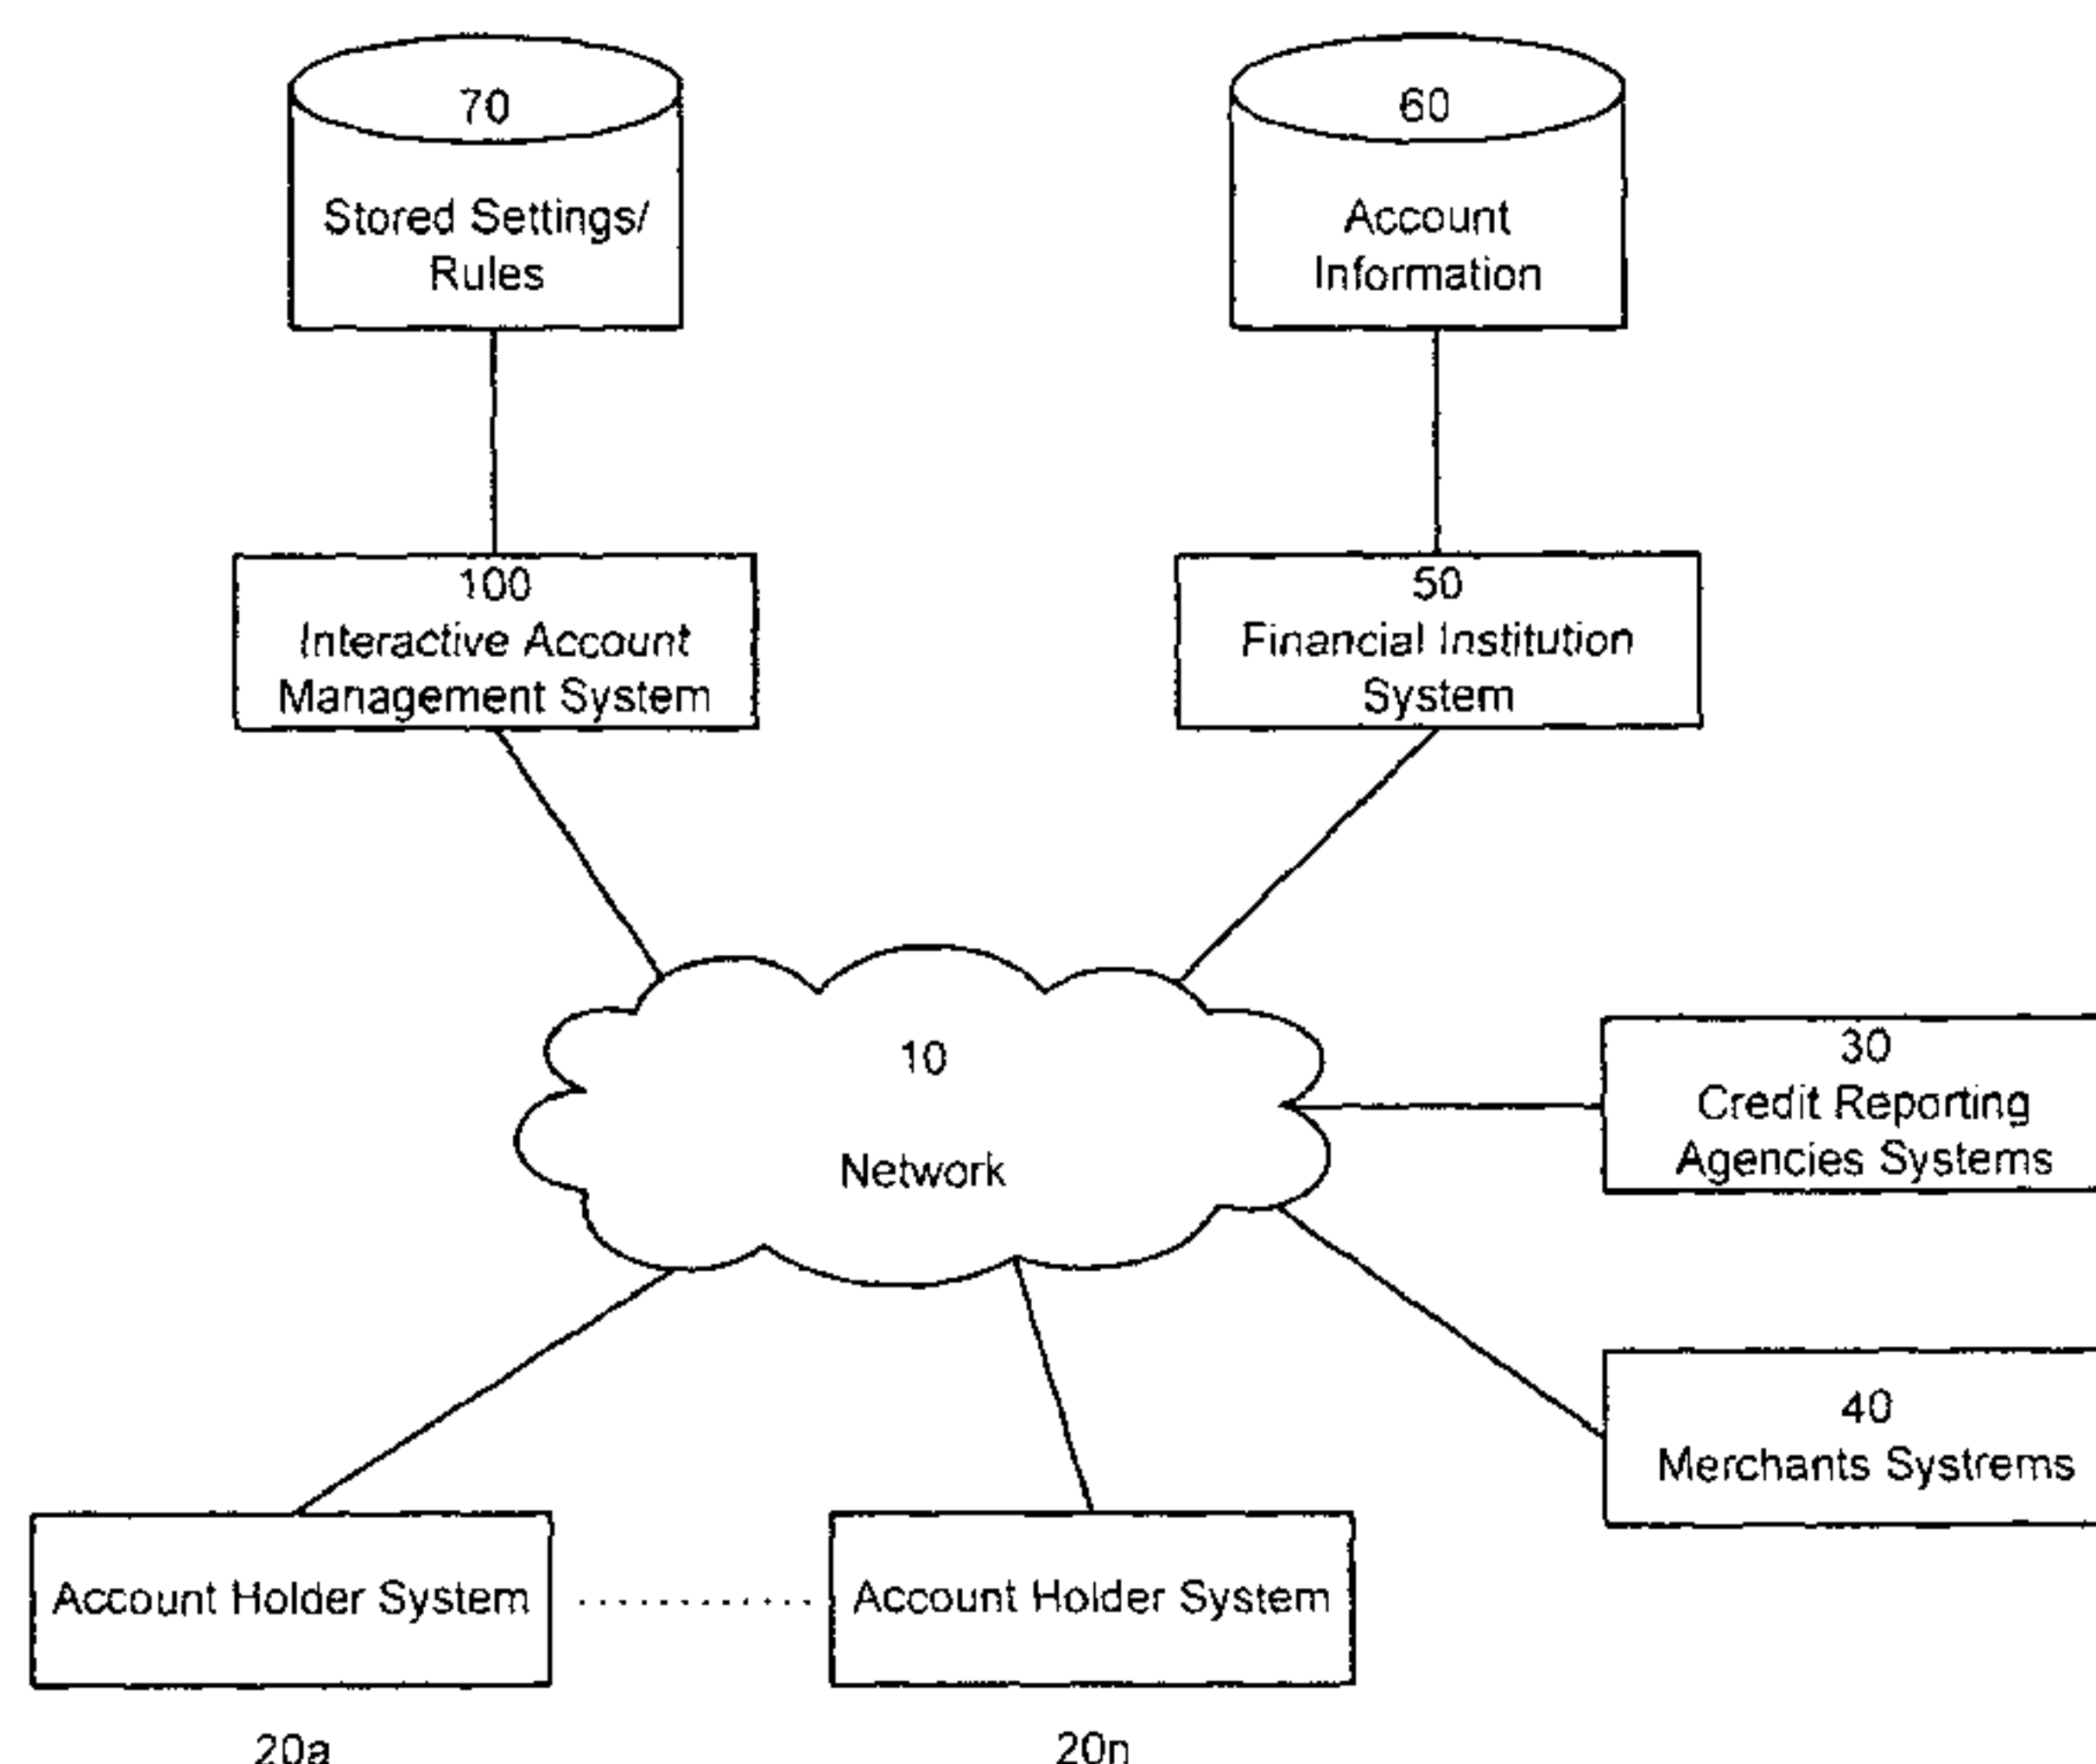 70
Stored Settings/
Rules
60
Account
Information
100
Interactive Account
Management System
50
Financial Institution
System
10
Network
30
Credit Reporting
Agencies Systems
40
Merchants Systrems
Account Holder System
Account Holder System
20a
20n